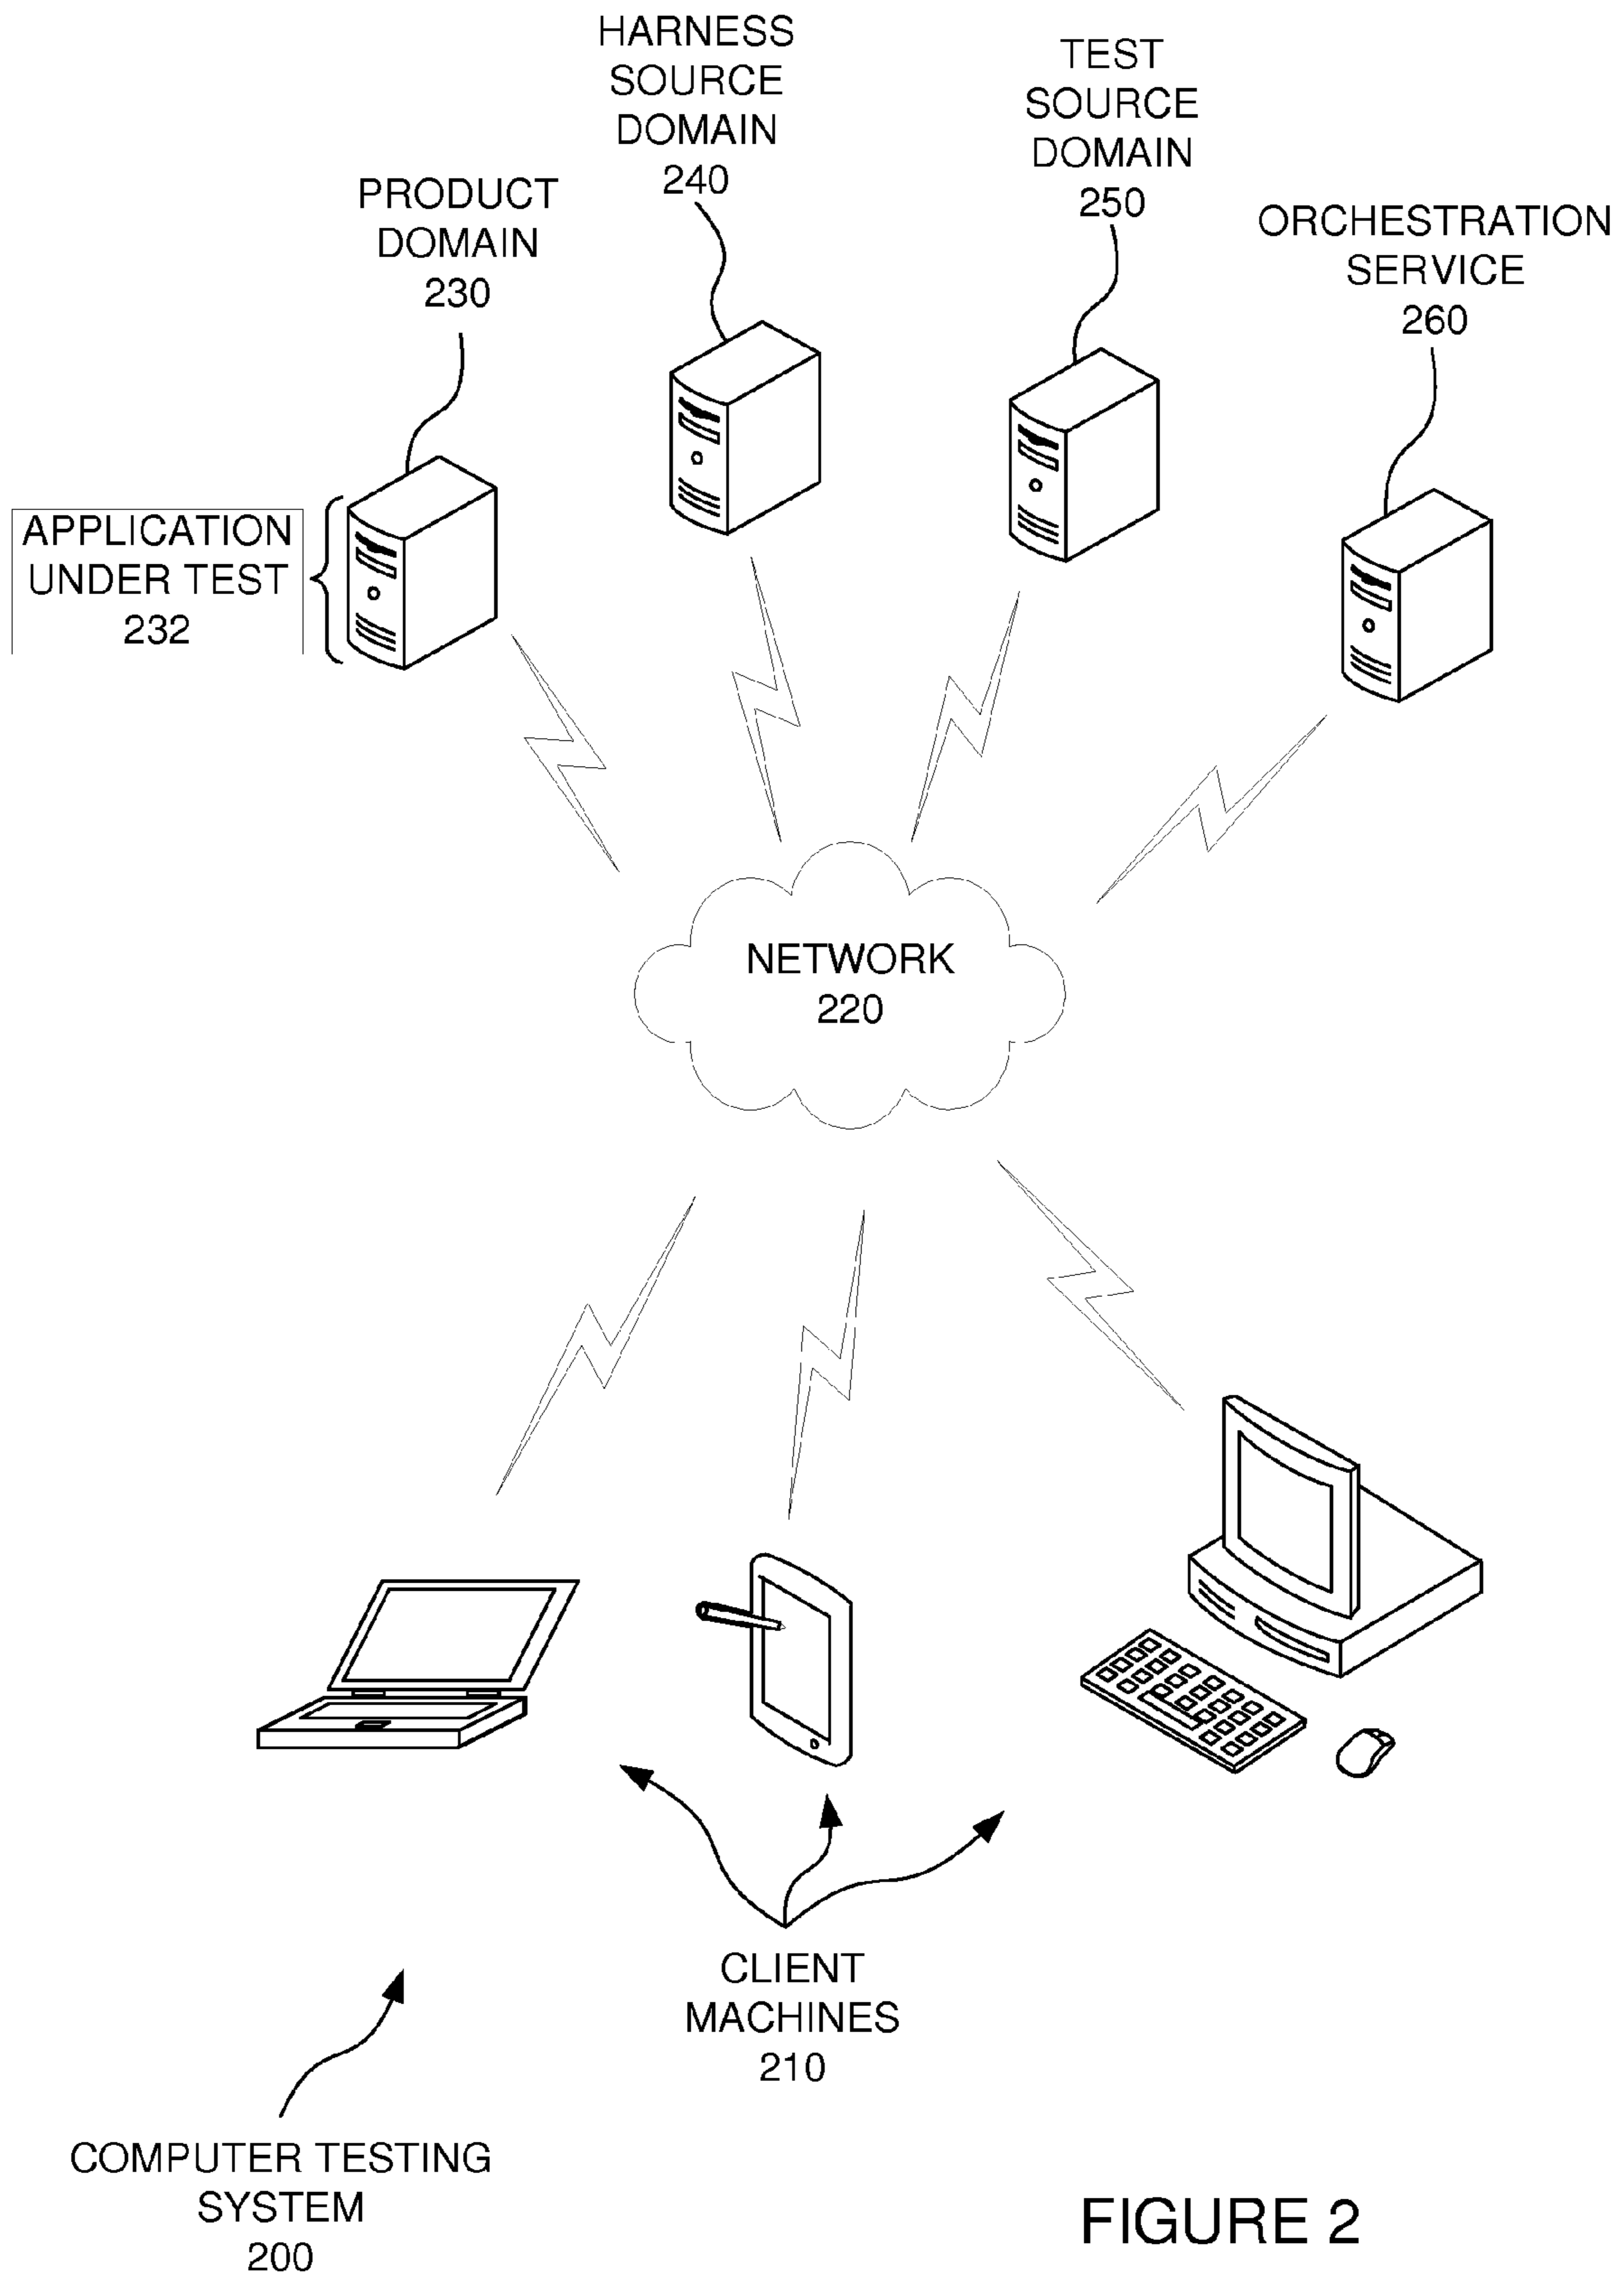 HARNESS
SOURCE
DOMAIN
240
TEST
SOURCE
DOMAIN
250
PRODUCT
DOMAIN
230
ORCHESTRATION
SERVICE
260
APPLICATION
UNDER TEST
232
NETWORK
220
CLIENT
MACHINES
210
COMPUTER TESTING
SYSTEM
200
FIGURE 2